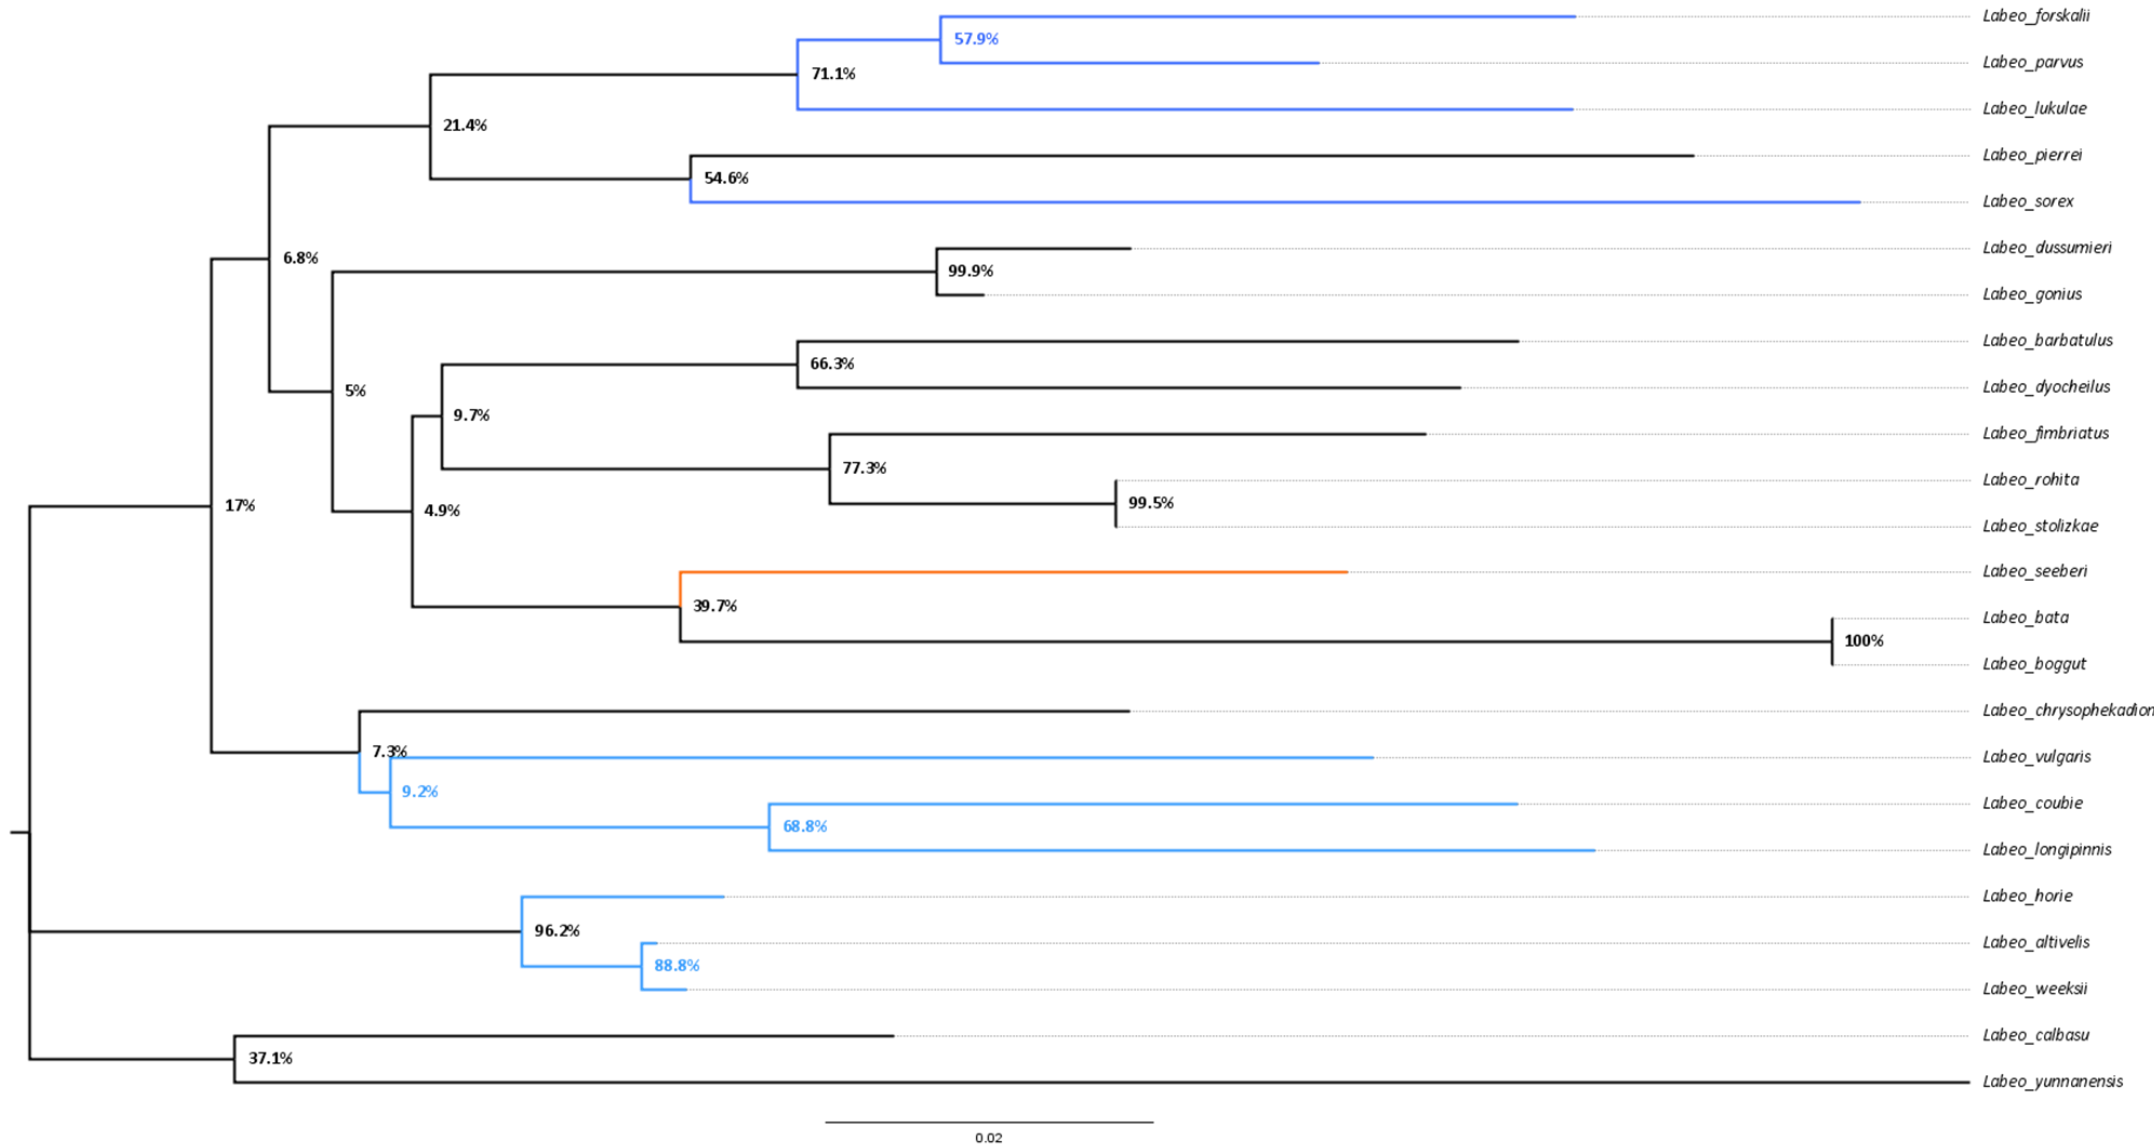 Labeo_forskalii
57.9%
Labeo_parvus
71.1%
Labeo_lukulae
21.4%
Labeo_pierrei
54.6%
Labeo_sorex
Labeo_dussumieri
6.8%
99.9%
Labeo_gonius
Labeo_barbatulus
66.3%
Labeo_dyocheilus
5%
9.7%
Labeo_fimbriatus
77.3%
Labeo_rohita
99.5%
17%
4.9%
Labeo_stolizkae
Labeo_seeberi
39.7%
Labeo_bata
100%
Labeo_boggut
Labeo_chrysophekadion
7.3%
Labeo_vulgaris
9.2%
Labeo_coubie
68.8%
Labeo_longipinnis
Labeo_horie
96.2%
Labeo_altivelis
88.8%
Labeo_weeksii
Labeo_calbasu
37.1%
Labeo_yunnanensis
0.02